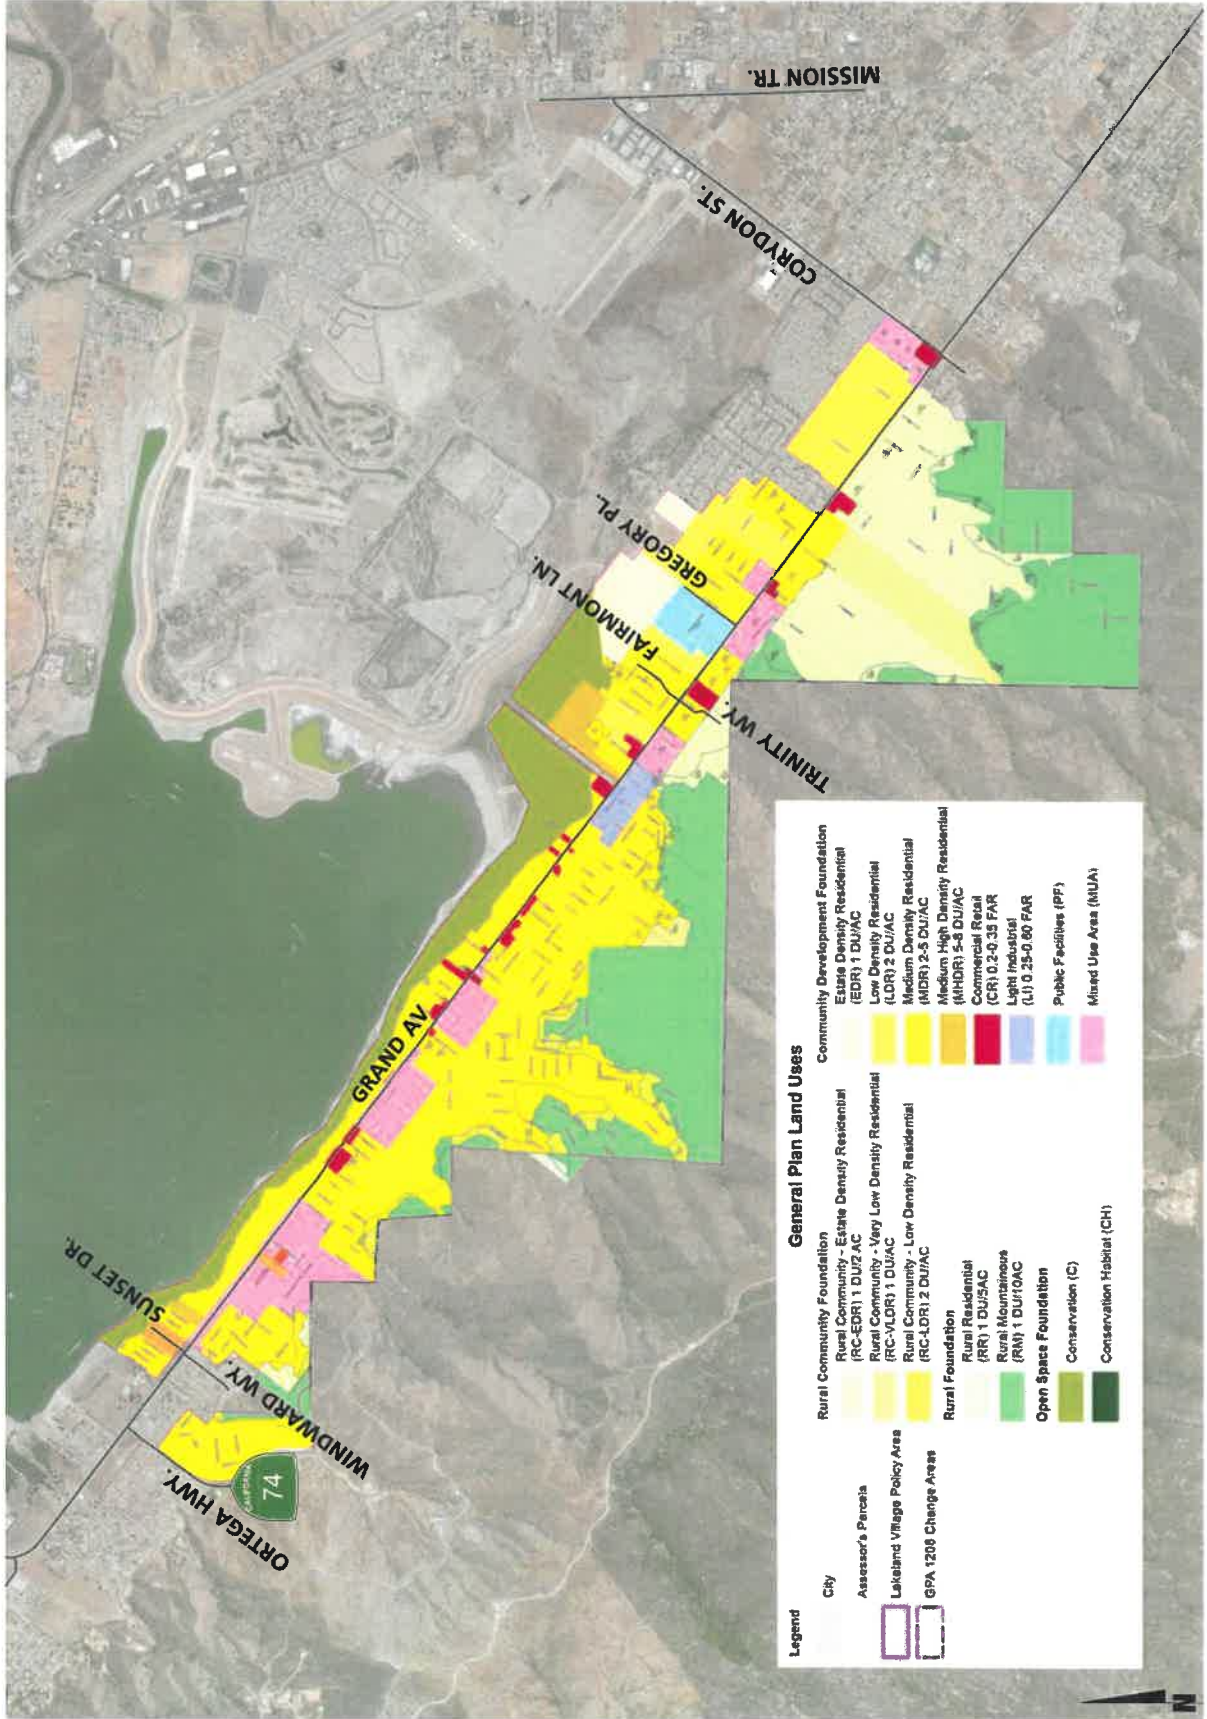 MISSION TR.
CORYDON ST.
GREGORY PL.
FAIRMONT LN.
TRINITY WY.
GRAND AV
SUNSET DR.
WINDWARD WY.
ORTEGA HWY.
CALIFORNIA
74
Legend
City
Assessor's Parcels
Lakeland Village Policy Area
GPA 1208 Change Areas
General Plan Land Uses
Rural Community Foundation
Rural Community - Estate Density Residential
(RC-EDR) 1 DU/2 AC
Rural Community - Very Low Density Residential
(RC-VLDR) 1 DU/AC
Rural Community - Low Density Residential
(RC-LDR) 2 DU/AC
Rural Foundation
Rural Residential
(RR) 1 DU/5AC
Rural Mountainous
(RM) 1 DU/10AC
Open Space Foundation
Conservation (C)
Conservation Habitat (CH)
Community Development Foundation
Estate Density Residential
(EDR) 1 DU/AC
Low Density Residential
(LDR) 2 DU/AC
Medium Density Residential
(MDR) 2-5 DU/AC
Medium High Density Residential
(MHDR) 5-8 DU/AC
Commercial Retail
(CR) 0.2-0.35 FAR
Light Industrial
(LI) 0.25-0.60 FAR
Public Facilities (PF)
Mixed Use Area (MUA)
N